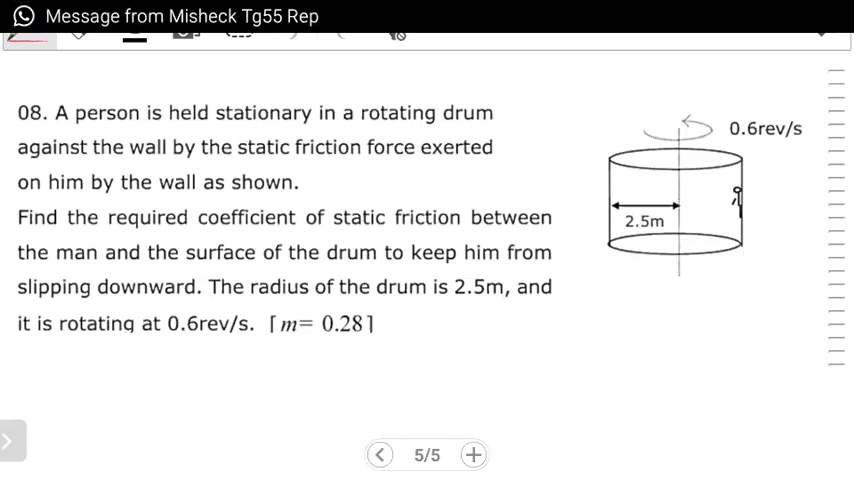 Message from Misheck Tg55 Rep
08. A person is held stationary in a rotating drum
against the wall by the static friction force exerted
on him by the wall as shown.
Find the required coefficient of static friction between
the man and the surface of the drum to keep him from
slipping downward. The radius of the drum is 2.5m, and
it is rotating at 0.6rev/s. [m= 0.28]
0.6rev/s
2.5m
5/5